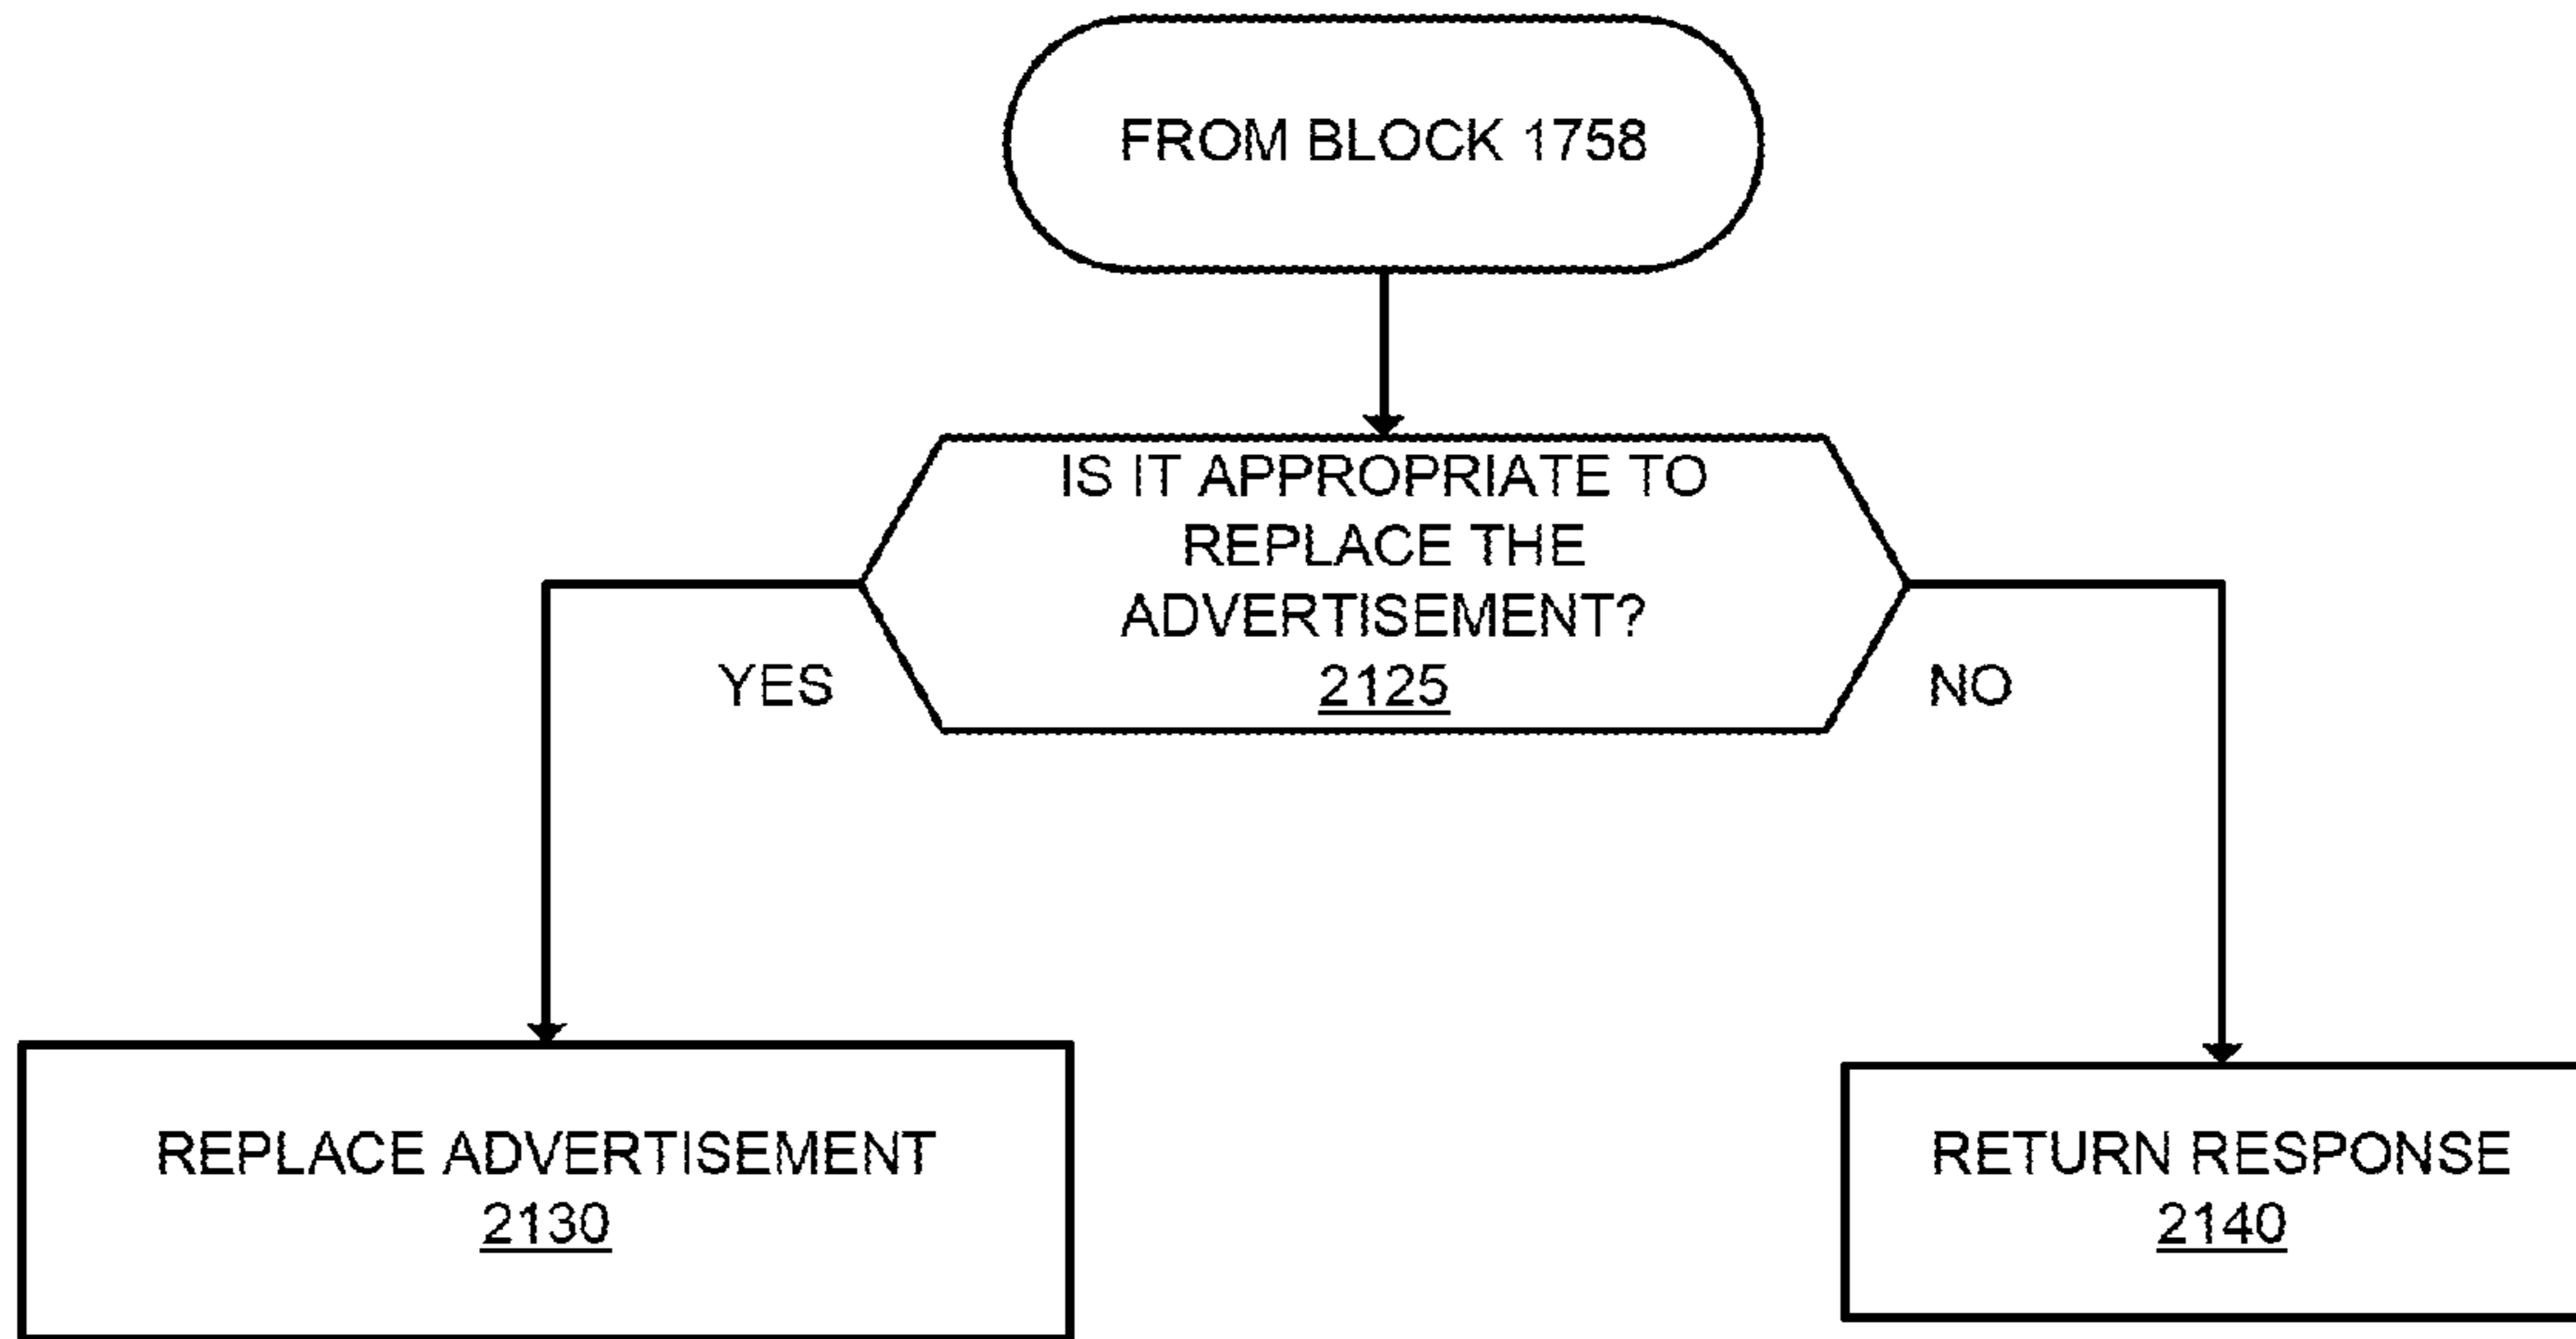 FROM BLOCK 1758
IS IT APPROPRIATE TO
REPLACE THE
ADVERTISEMENT?
2125
YES
NO
REPLACE ADVERTISEMENT
2130
RETURN RESPONSE
2140